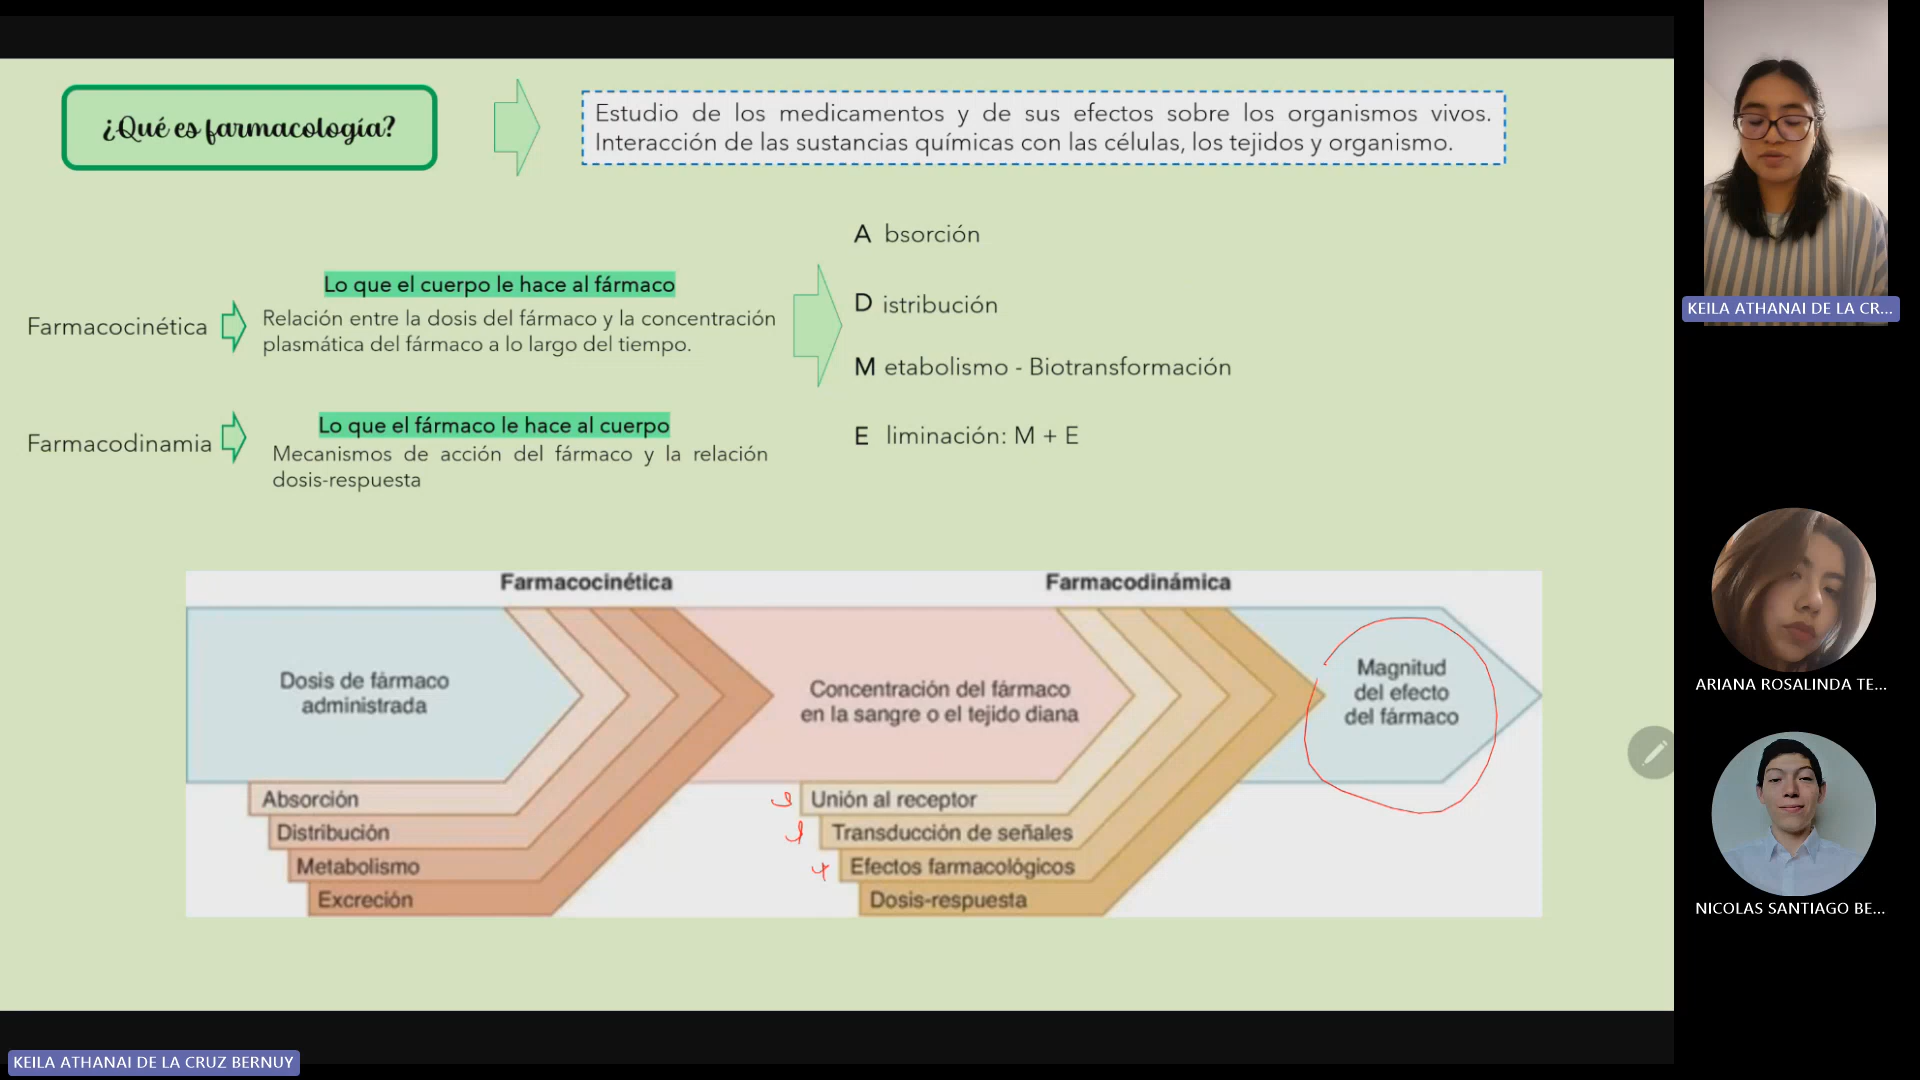 ¿Qué es farmacología?
Estudio de los medicamentos y de sus efectos sobre los organismos vivos.
Interacción de las sustancias químicas con las células, los tejidos y organismo.
A bsorción
D istribución
M etabolismo - Biotransformación
E liminación: M + E
Farmacocinética
Lo que el cuerpo le hace al fármaco
Relación entre la dosis del fármaco y la concentración
plasmática del fármaco a lo largo del tiempo.
Farmacodinamia
Lo que el fármaco le hace al cuerpo
Mecanismos de acción del fármaco y la relación
dosis-respuesta
Farmacocinética
Farmacodinámica
Dosis de fármaco
administrada
Concentración del fármaco
en la sangre o el tejido diana
Magnitud
del efecto
del fármaco
Absorción
Distribución
Metabolismo
Excreción
Unión al receptor
Transducción de señales
Efectos farmacológicos
Dosis-respuesta
KEILA ATHANAI DE LA CR...
ARIANA ROSALINDA TE...
NICOLAS SANTIAGO BE...
KEILA ATHANAI DE LA CRUZ BERNUY